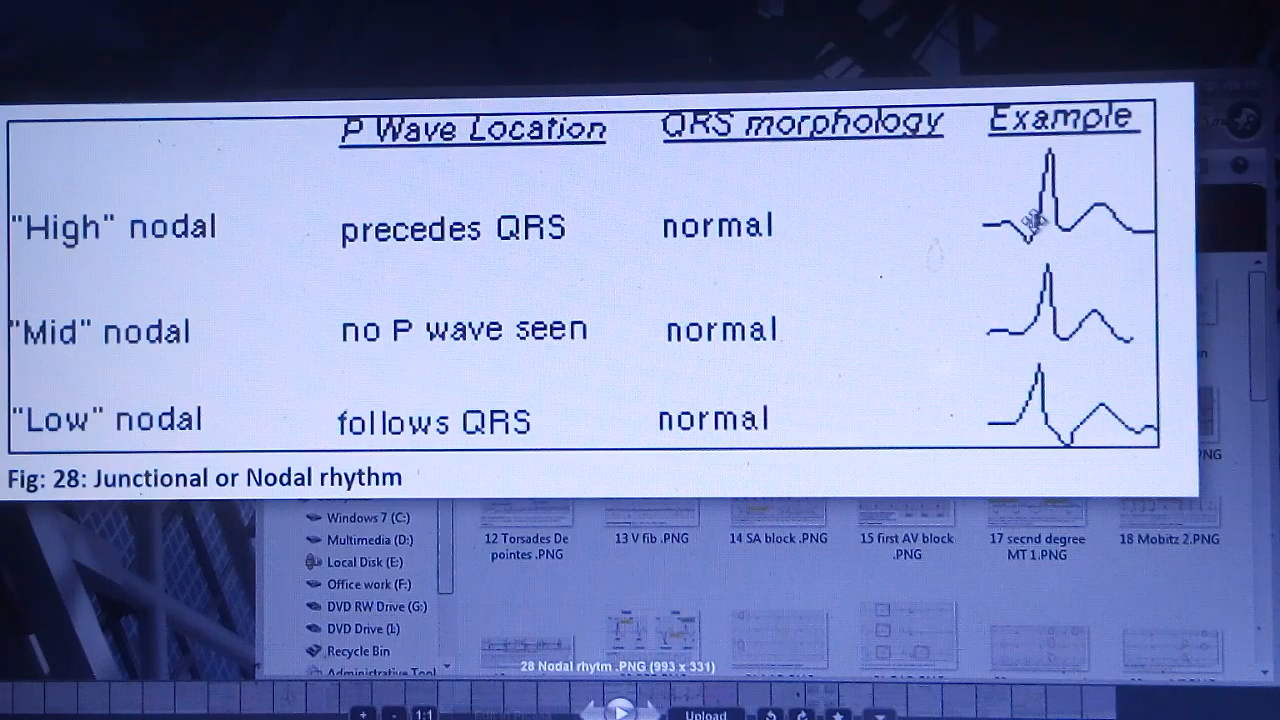 P Wave Location QRS morphology Example
"High" nodal precedes QRS normal
"Mid" nodal no P wave seen normal
"Low" nodal follows QRS normal
Fig: 28: Junctional or Nodal rhythm
PNG
Windows 7 (C:)
Multimedia (D:)
Local Disk (E:)
Office work (F:)
DVD RW Drive (G:)
DVD Drive (I:)
Recycle Bin
Administrative Tool
12 Torsades De
pointes .PNG
13 V fib .PNG
14 SA block .PNG
15 first AV block
.PNG
17 secnd degree
MT 1.PNG
18 Mobitz 2.PNG
28 Nodal rhytm .PNG (993 x 331)
+ - 1:1
Upload